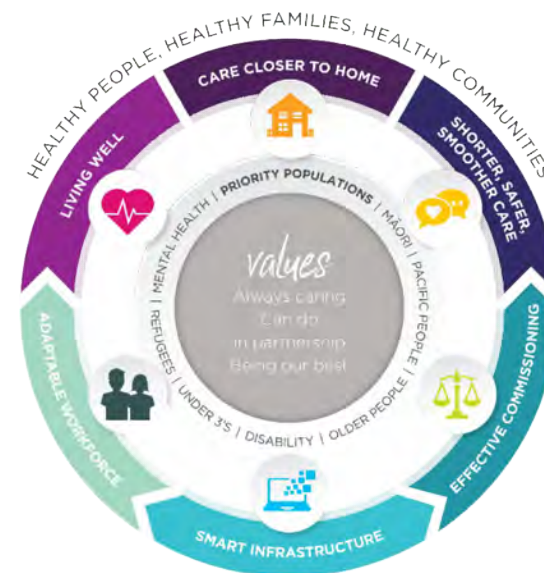 HEALTHY PEOPLE, HEALTHY FAMILIES, HEALTHY COMMUNITIES
CARE CLOSER TO HOME
SHORTER, SAFER,
SMOOTHER CARE
EFFECTIVE COMMISSIONING
SMART INFRASTRUCTURE
ADAPTABLE WORKFORCE
LIVING WELL
PRIORITY POPULATIONS | MĀORI | PACIFIC PEOPLE | OLDER PEOPLE | DISABILITY | UNDER 3'S | REFUGEES | MENTAL HEALTH |
values
Always caring
Can do
in partnership
Being our best